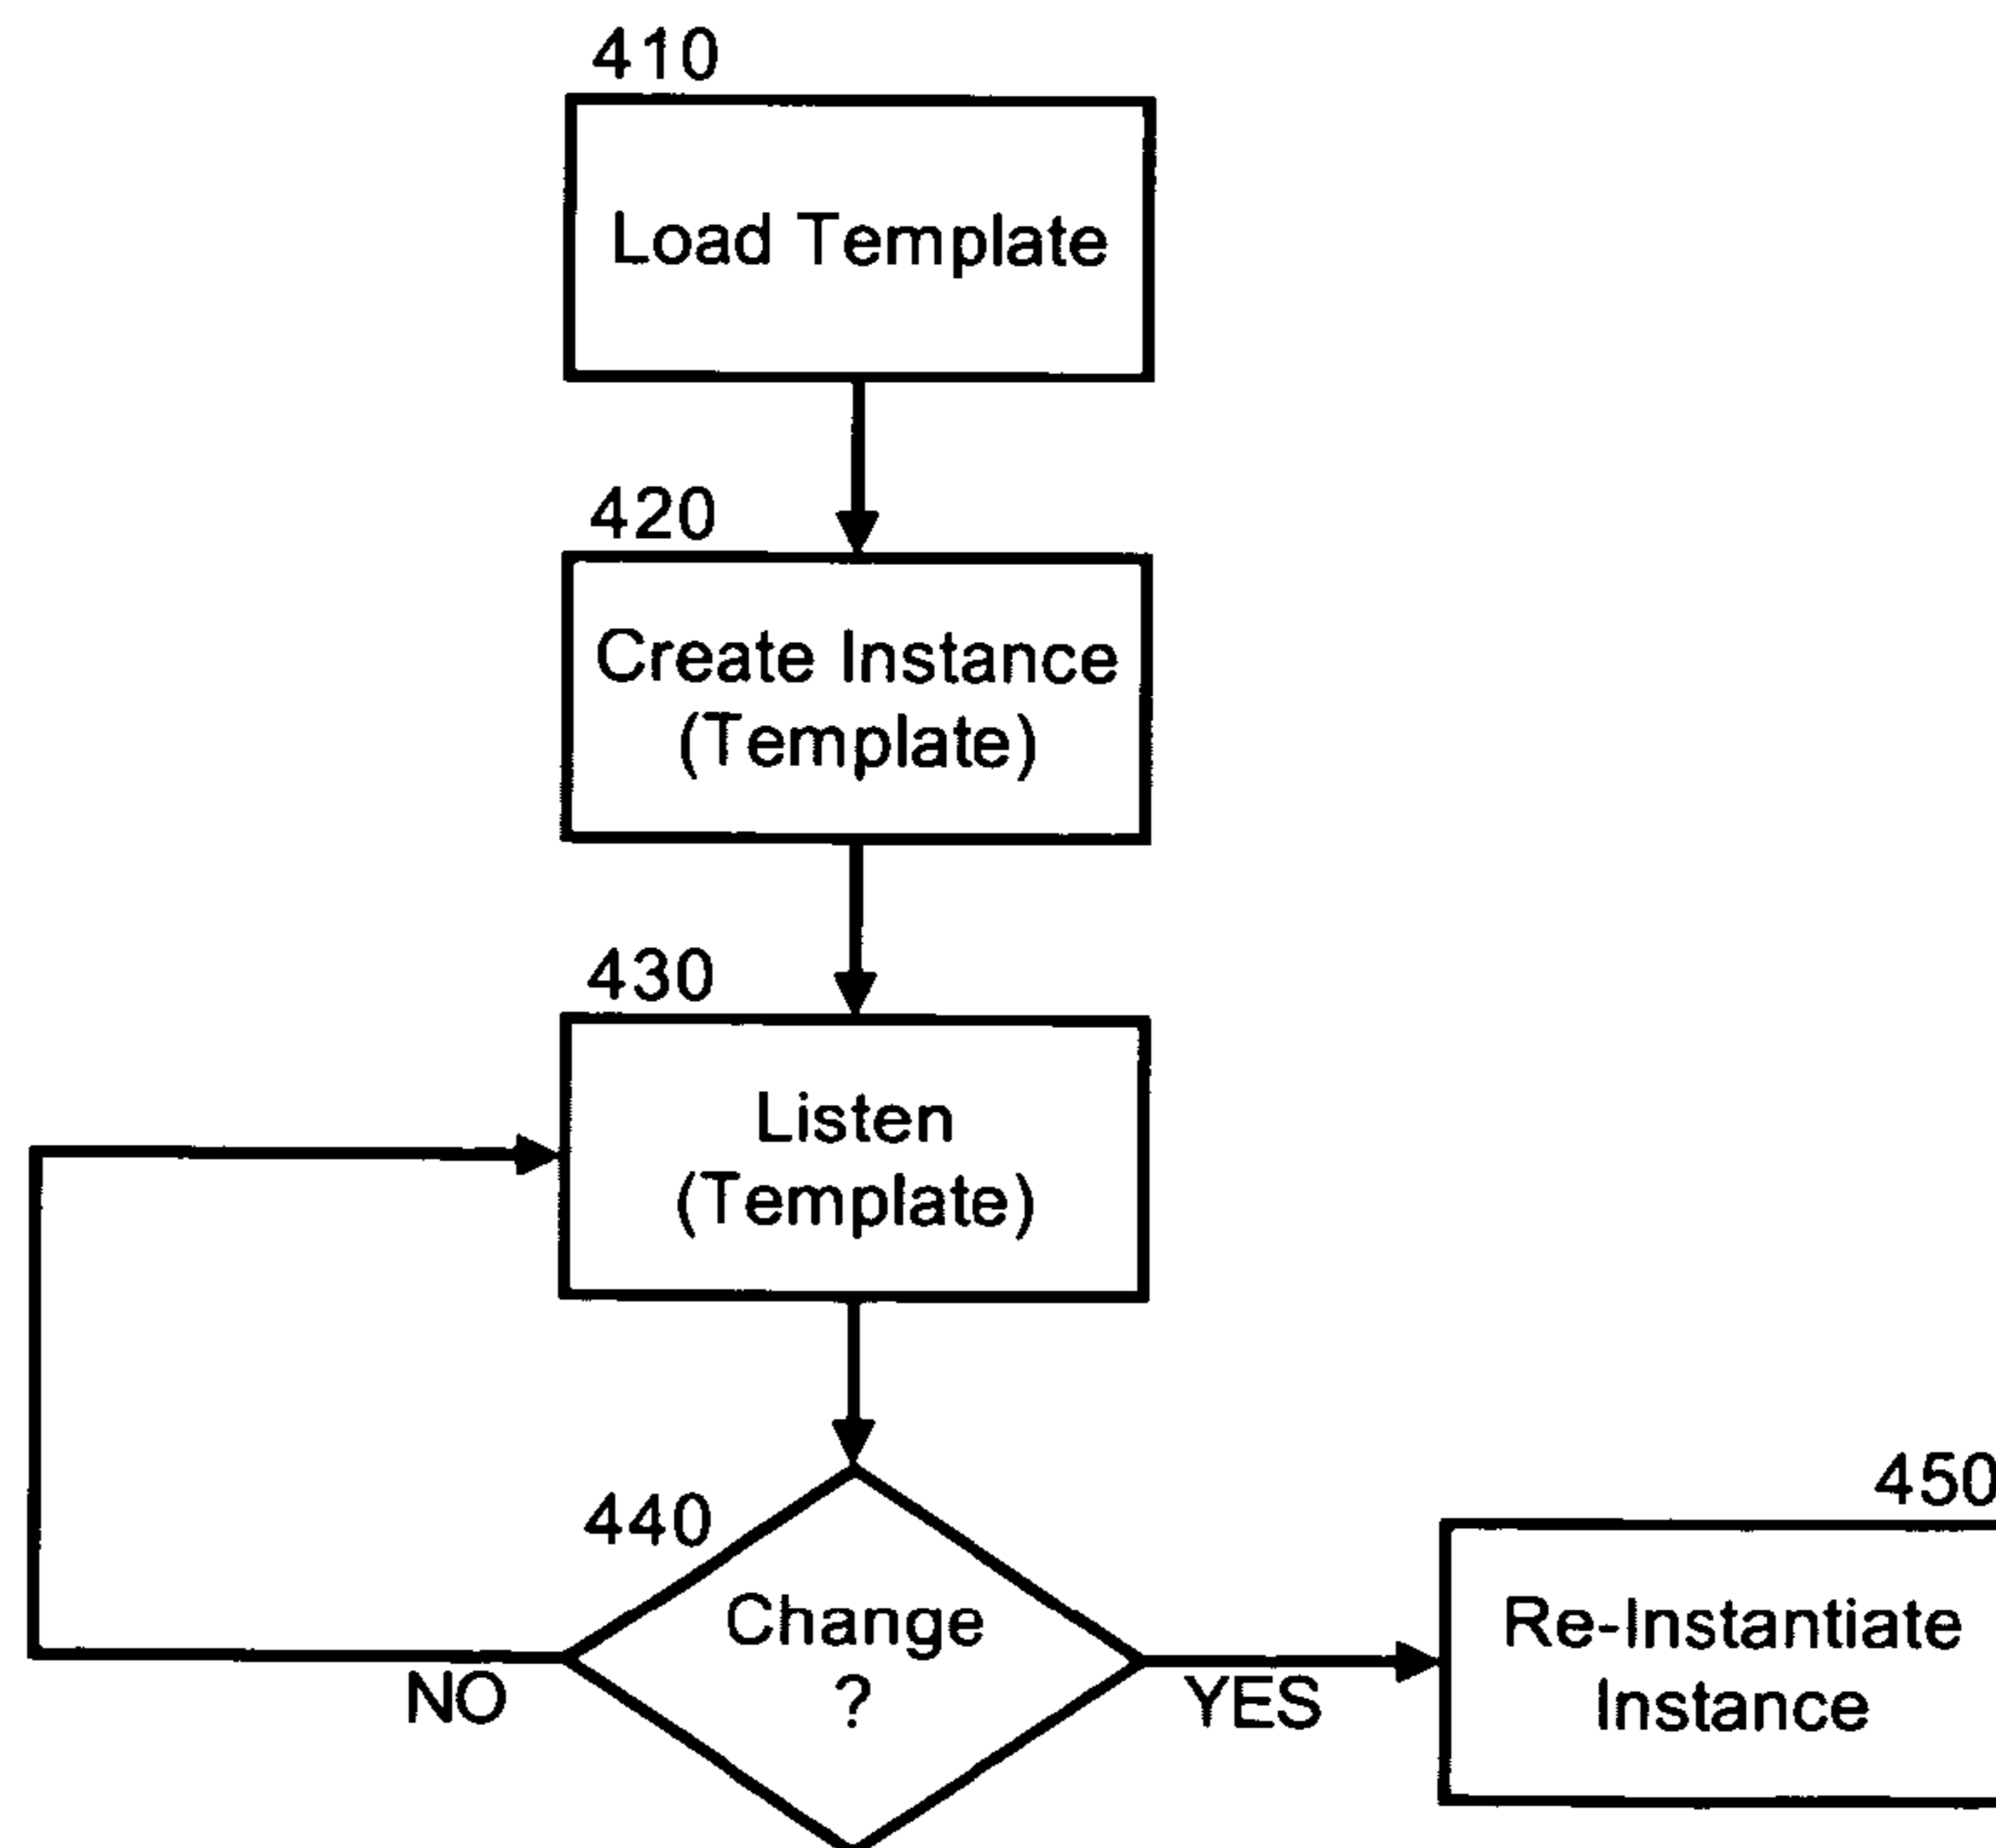 410
Load Template
420
Create Instance
(Template)
430
Listen
(Template)
440
Change
?
NO
YES
450
Re-Instantiate
Instance